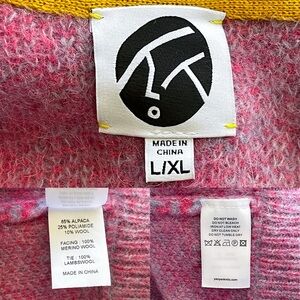 MADE IN
CHINA
L/XL
65% ALPACA
25% POLIAMIDE
10% WOOL
FACING : 100%
MERINO WOOL
TIE : 100%
LAMBSWOOL
MADE IN CHINA
DO NOT WASH
DO NOT BLEACH
IRON AT LOW HEAT
DRY CLEAN ONLY
DO NOT TUMBLE DRY